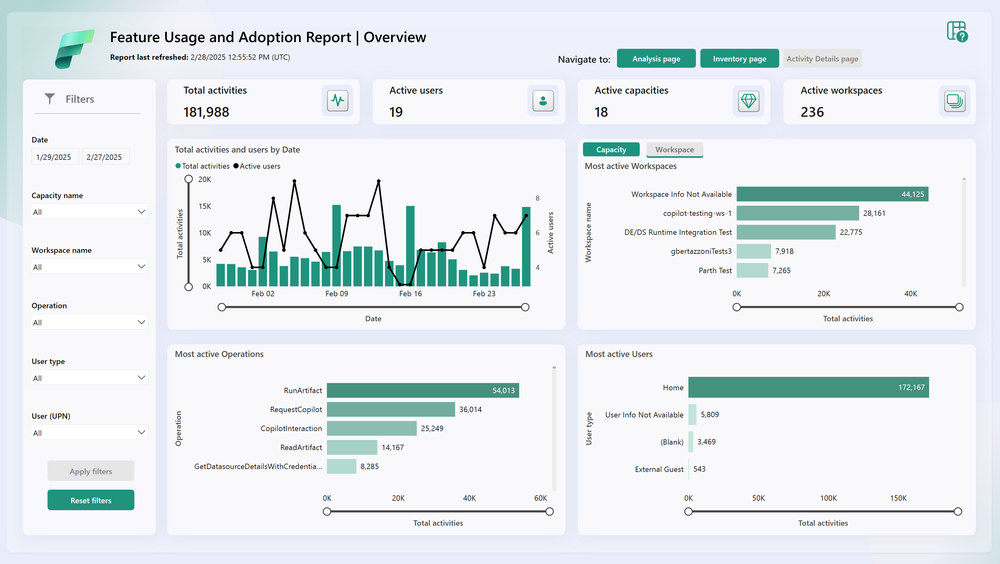 Feature Usage and Adoption Report | Overview
Report last refreshed: 2/28/2025 12:55:52 PM (UTC)
Navigate to:
Analysis page
Inventory page
Activity Details page
Filters
Date
1/29/2025
2/27/2025
Capacity name
All
Workspace name
All
Operation
All
User type
All
User (UPN)
All
Apply filters
Reset filters
Total activities
181,988
Active users
19
Active capacities
18
Active workspaces
236
Total activities and users by Date
Total activities
Active users
Total activities
20K
15K
10K
5K
0K
8
6
4
Active users
Feb 02
Feb 09
Feb 16
Feb 23
Date
Capacity
Workspace
Most active Workspaces
Workspace name
Workspace Info Not Available 44,125
copilot-testing-ws-1 28,161
DE/DS Runtime Integration Test 22,775
gbertazzoniTests3 7,918
Parth Test 7,265
0K 20K 40K
Total activities
Most active Operations
Operation
RunArtifact 54,013
RequestCopilot 36,014
CopilotInteraction 25,249
ReadArtifact 14,167
GetDatasourceDetailsWithCredentia... 8,285
0K 20K 40K 60K
Total activities
Most active Users
User type
Home 172,167
User Info Not Available 5,809
(Blank) 3,469
External Guest 543
0K 50K 100K 150K
Total activities